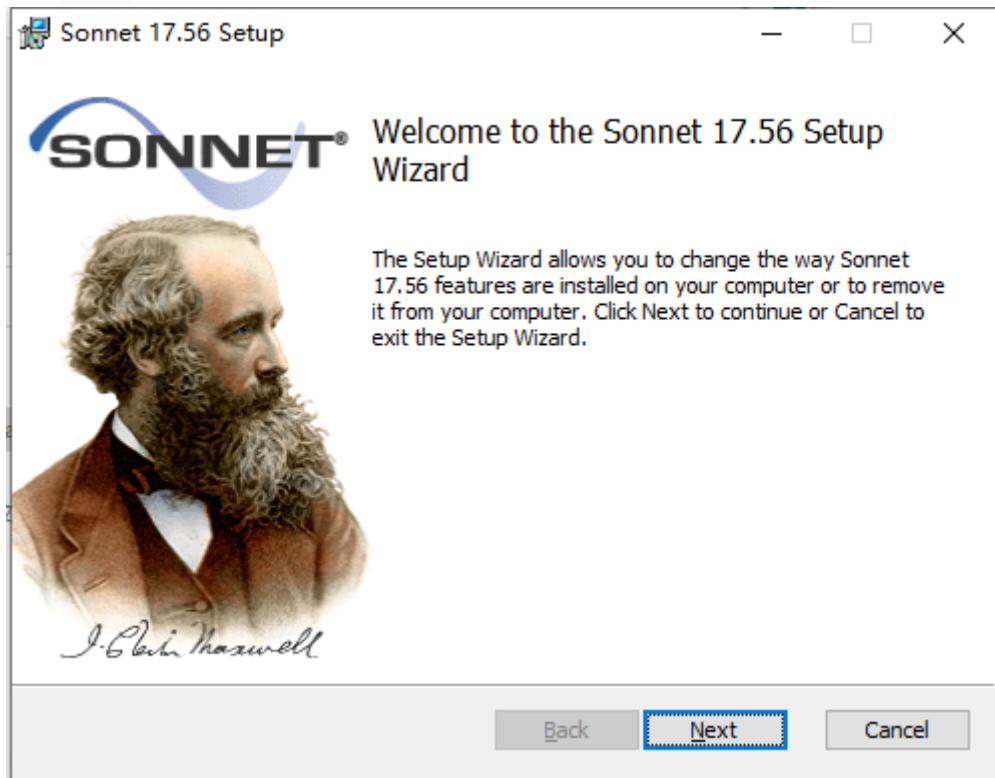 Sonnet 17.56 Setup
SONNET®
Welcome to the Sonnet 17.56 Setup
Wizard
The Setup Wizard allows you to change the way Sonnet
17.56 features are installed on your computer or to remove
it from your computer. Click Next to continue or Cancel to
exit the Setup Wizard.
J. Clerk Maxwell
Back
Next
Cancel